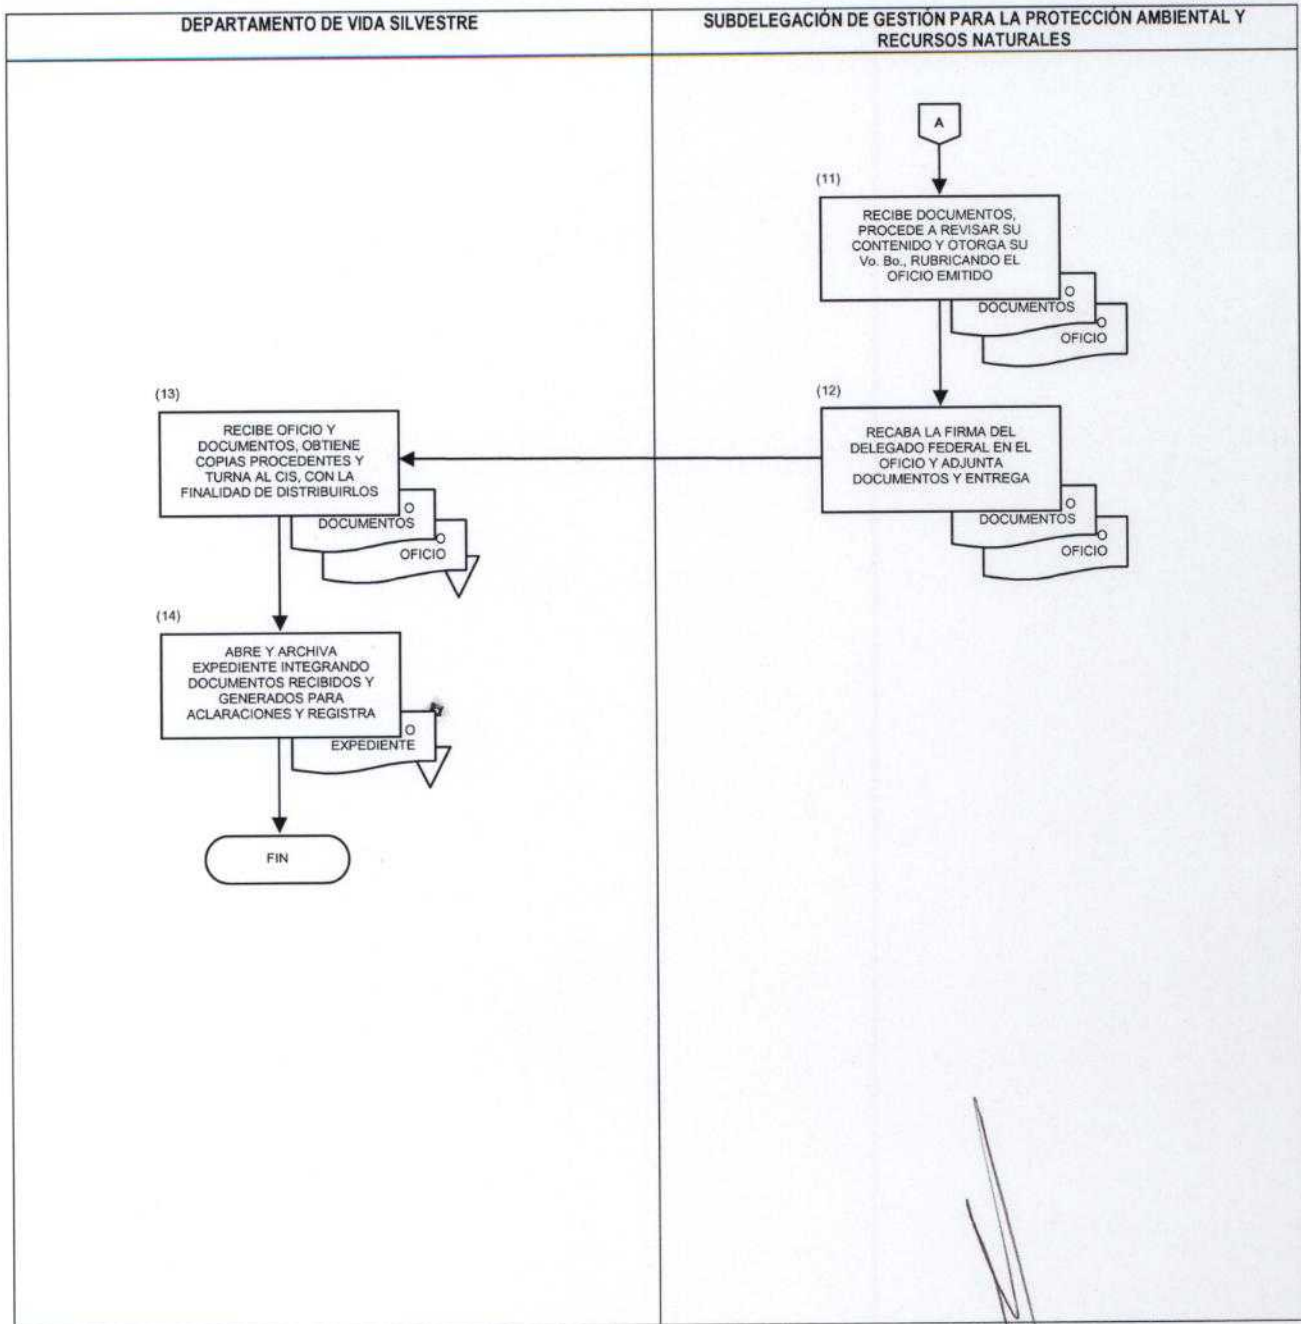 DEPARTAMENTO DE VIDA SILVESTRE
SUBDELEGACIÓN DE GESTIÓN PARA LA PROTECCIÓN AMBIENTAL Y
RECURSOS NATURALES
A
(11)
RECIBE DOCUMENTOS,
PROCEDE A REVISAR SU
CONTENIDO Y OTORGA SU
Vo. Bo., RUBRICANDO EL
OFICIO EMITIDO
O
DOCUMENTOS
O
OFICIO
(12)
RECABA LA FIRMA DEL
DELEGADO FEDERAL EN EL
OFICIO Y ADJUNTA
DOCUMENTOS Y ENTREGA
O
DOCUMENTOS
O
OFICIO
(13)
RECIBE OFICIO Y
DOCUMENTOS, OBTIENE
COPIAS PROCEDENTES Y
TURNA AL CIS, CON LA
FINALIDAD DE DISTRIBUIRLOS
O
DOCUMENTOS
O
OFICIO
(14)
ABRE Y ARCHIVA
EXPEDIENTE INTEGRANDO
DOCUMENTOS RECIBIDOS Y
GENERADOS PARA
ACLARACIONES Y REGISTRA
O
EXPEDIENTE
FIN